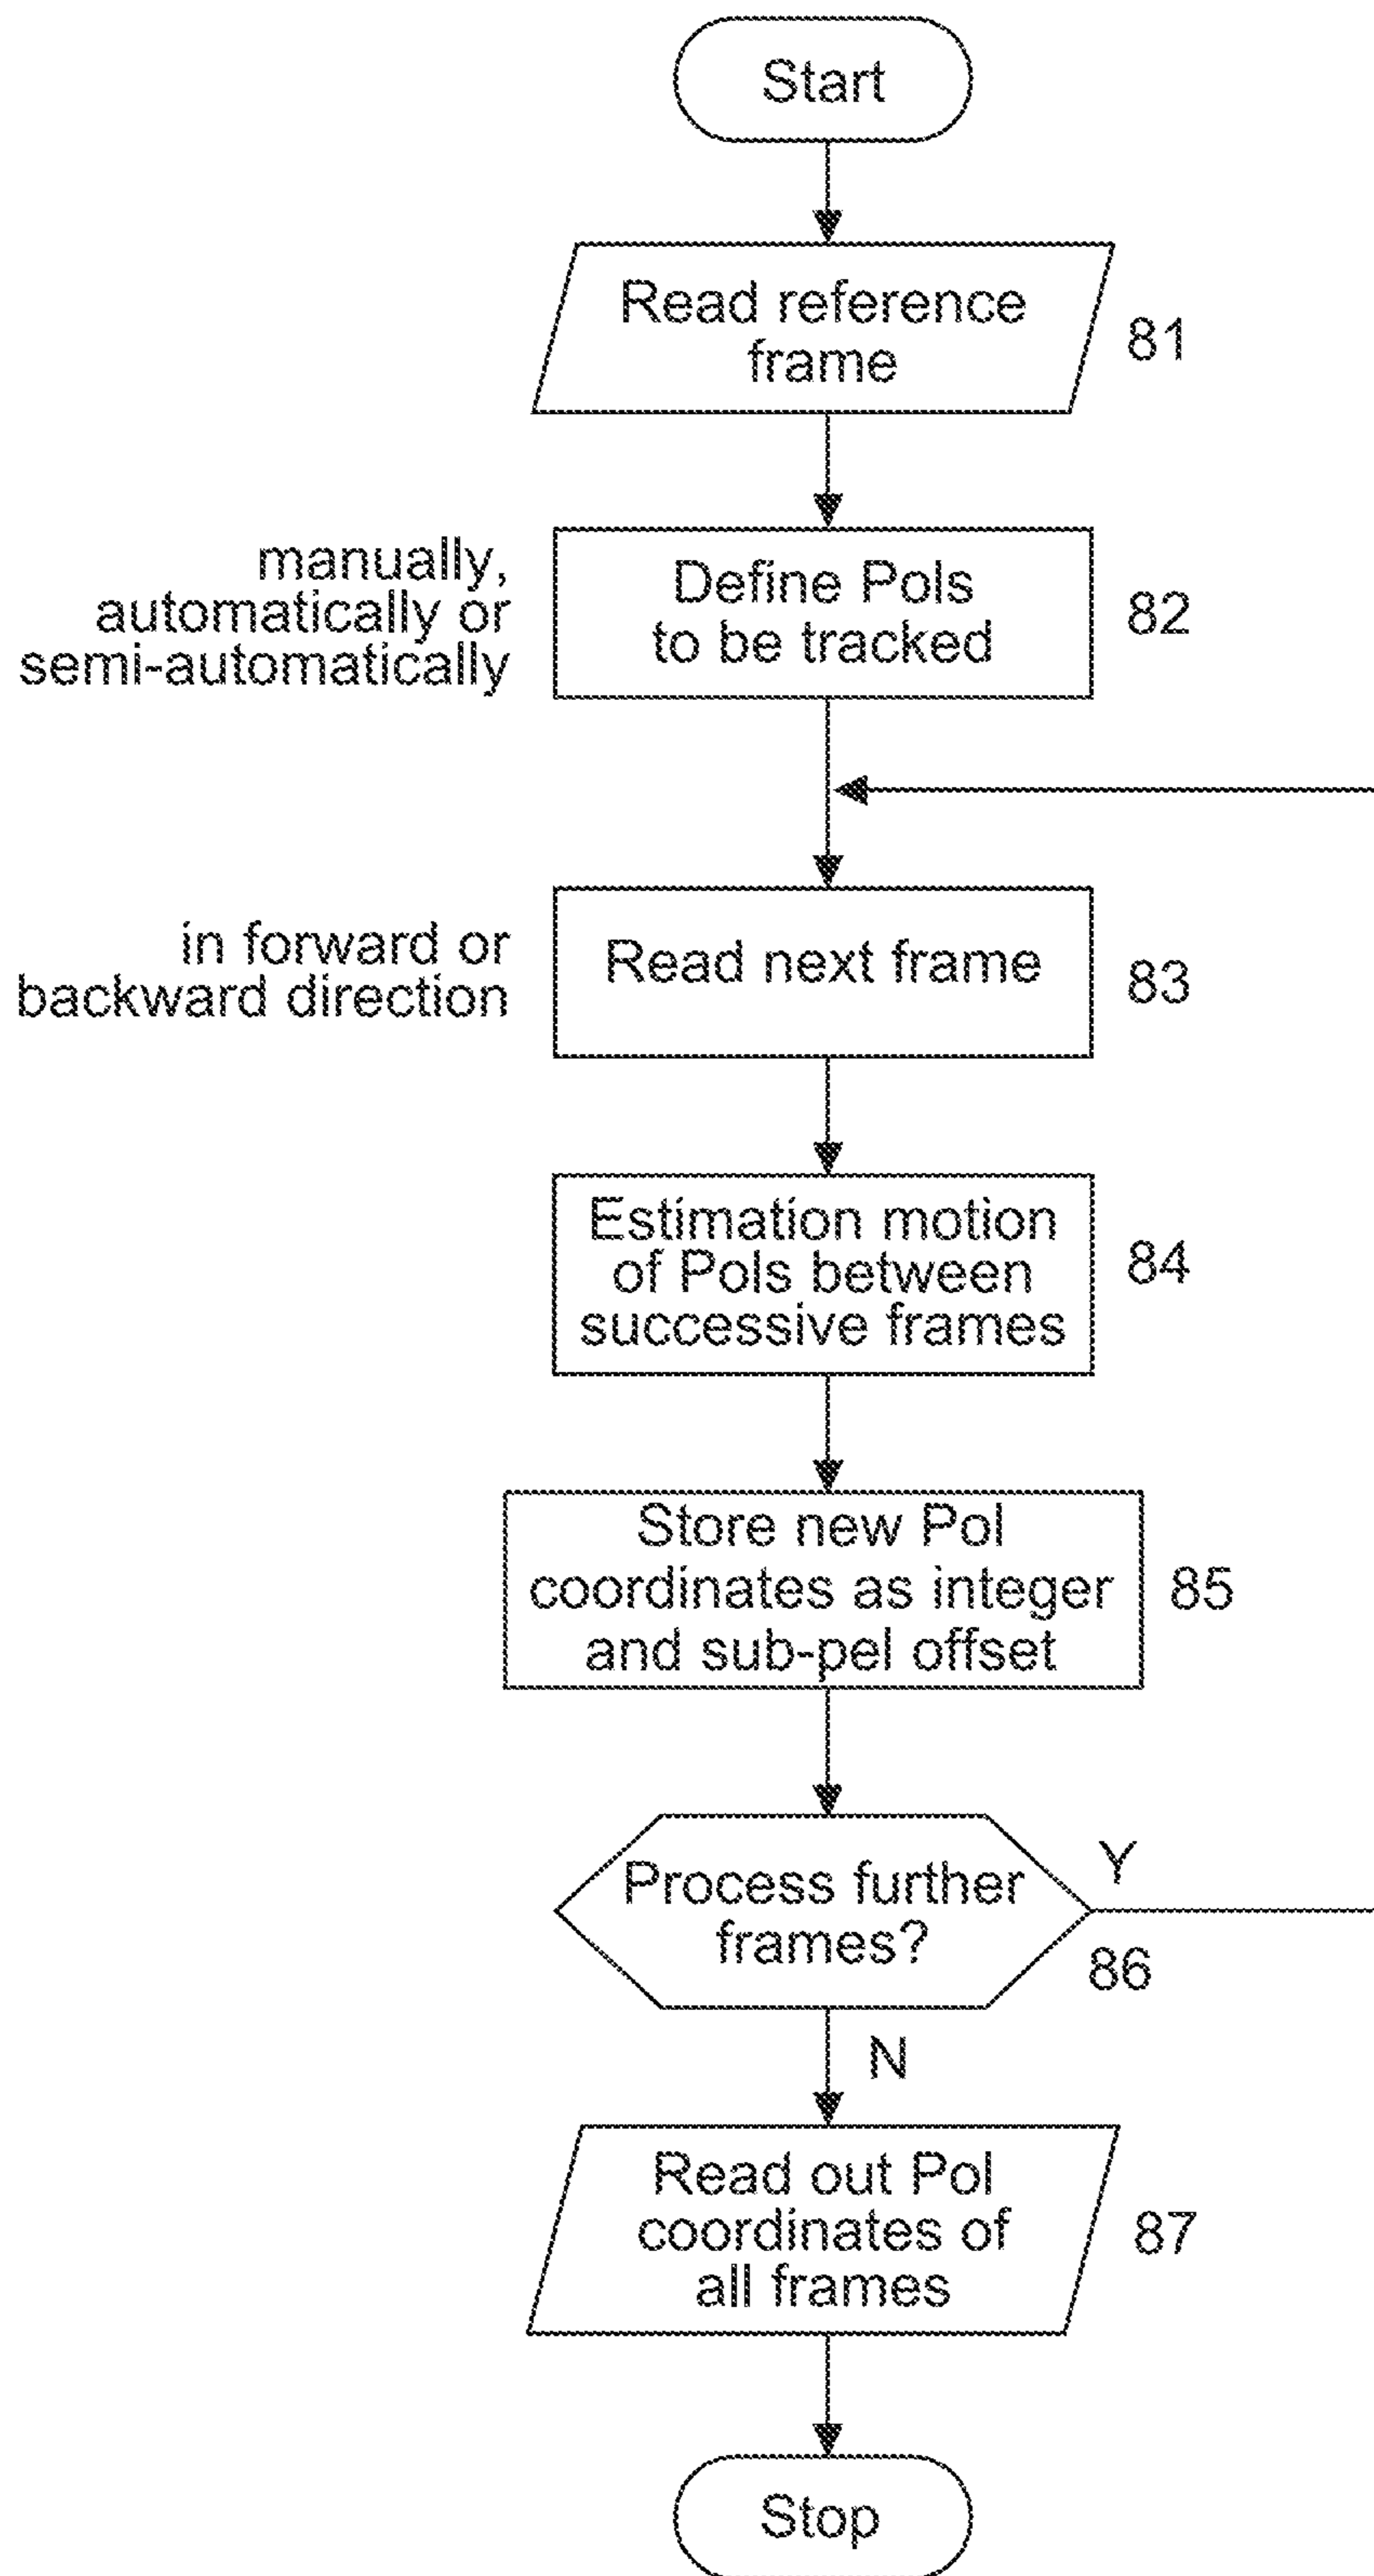 Start
Read reference
frame
81
manually,
automatically or
semi-automatically
Define PoIs
to be tracked
82
in forward or
backward direction
Read next frame
83
Estimation motion
of PoIs between
successive frames
84
Store new PoI
coordinates as integer
and sub-pel offset
85
Process further
frames?
Y
86
N
Read out PoI
coordinates of
all frames
87
Stop